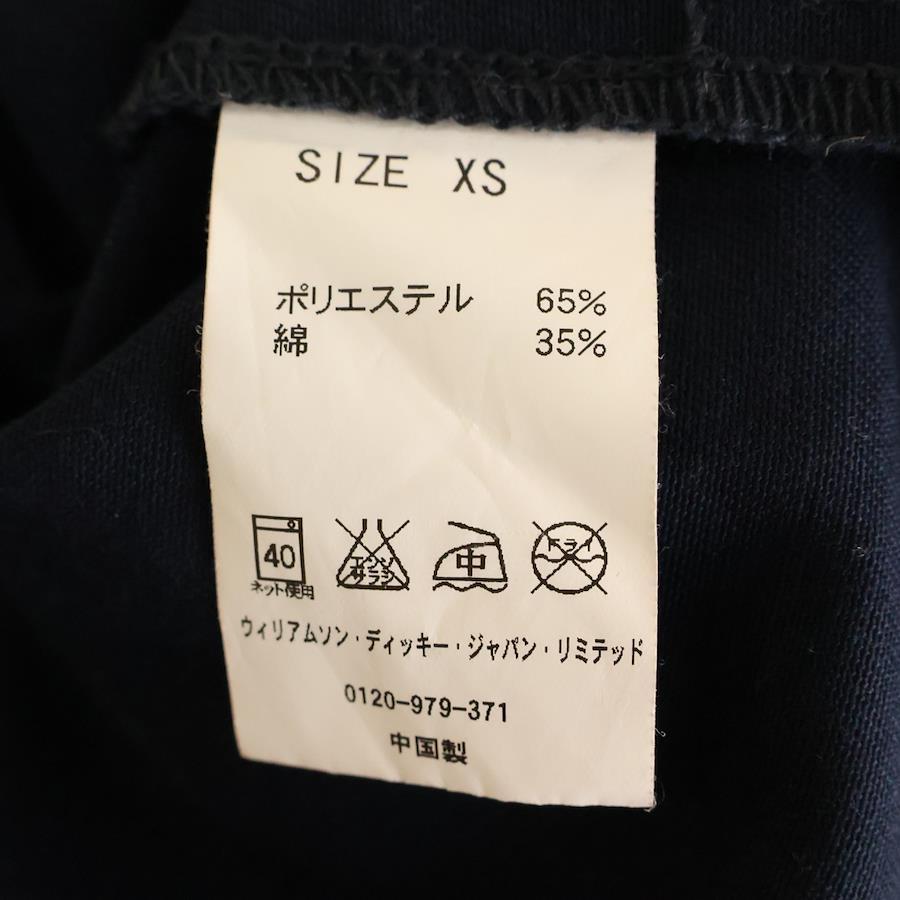 SIZE XS
ポリエステル 65%
綿 35%
40 エンソサラシ 中 ドライ
ネット使用
ウィリアムソン・ディッキー・ジャパン・リミテッド
0120-979-371
中国製